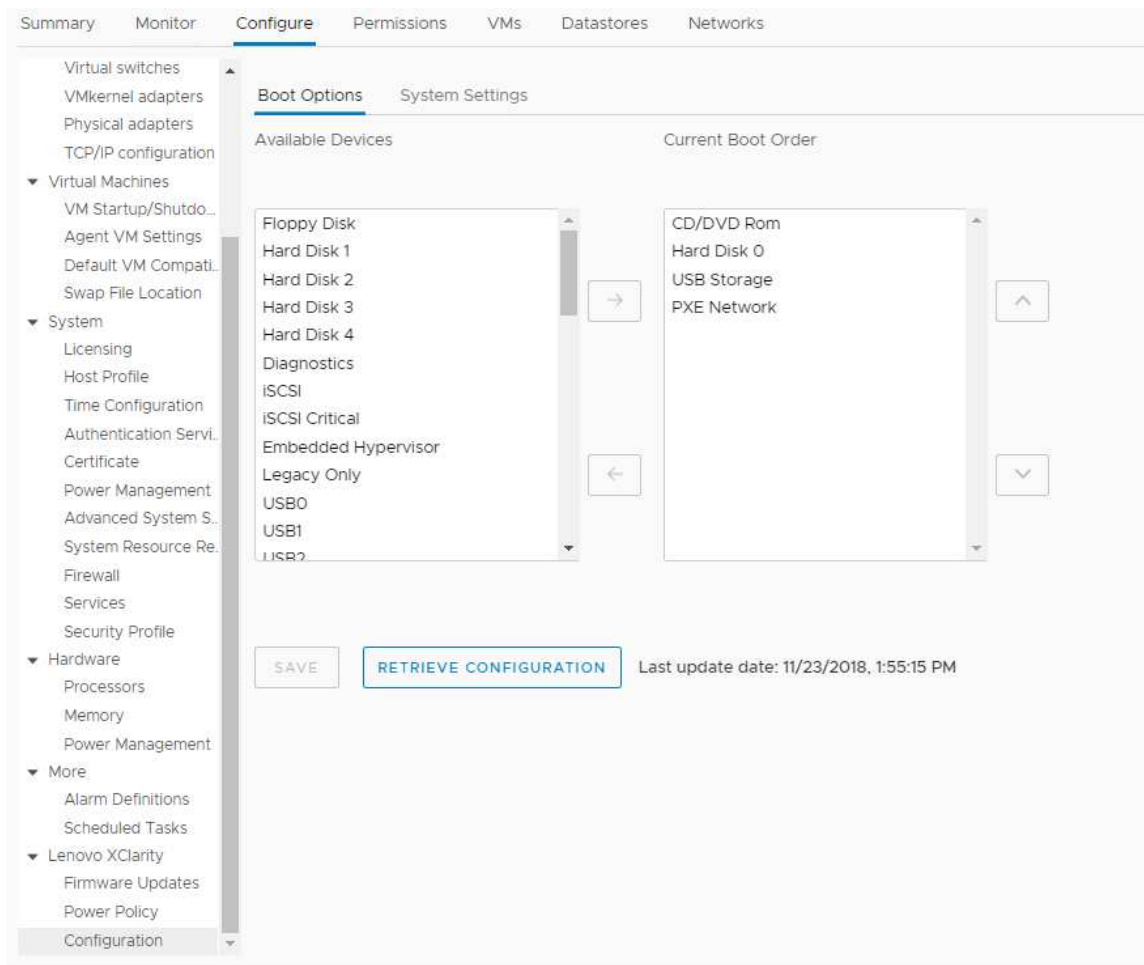 Summary Monitor Configure Permissions VMs Datastores Networks
Virtual switches
VMkernel adapters
Physical adapters
TCP/IP configuration
Virtual Machines
VM Startup/Shutdo...
Agent VM Settings
Default VM Compati..
Swap File Location
System
Licensing
Host Profile
Time Configuration
Authentication Servi..
Certificate
Power Management
Advanced System S..
System Resource Re.
Firewall
Services
Security Profile
Hardware
Processors
Memory
Power Management
More
Alarm Definitions
Scheduled Tasks
Lenovo XClarity
Firmware Updates
Power Policy
Configuration
Boot Options System Settings
Available Devices
Floppy Disk
Hard Disk 1
Hard Disk 2
Hard Disk 3
Hard Disk 4
Diagnostics
iSCSI
iSCSI Critical
Embedded Hypervisor
Legacy Only
USB0
USB1
USB2
Current Boot Order
CD/DVD Rom
Hard Disk 0
USB Storage
PXE Network
SAVE RETRIEVE CONFIGURATION Last update date: 11/23/2018, 1:55:15 PM